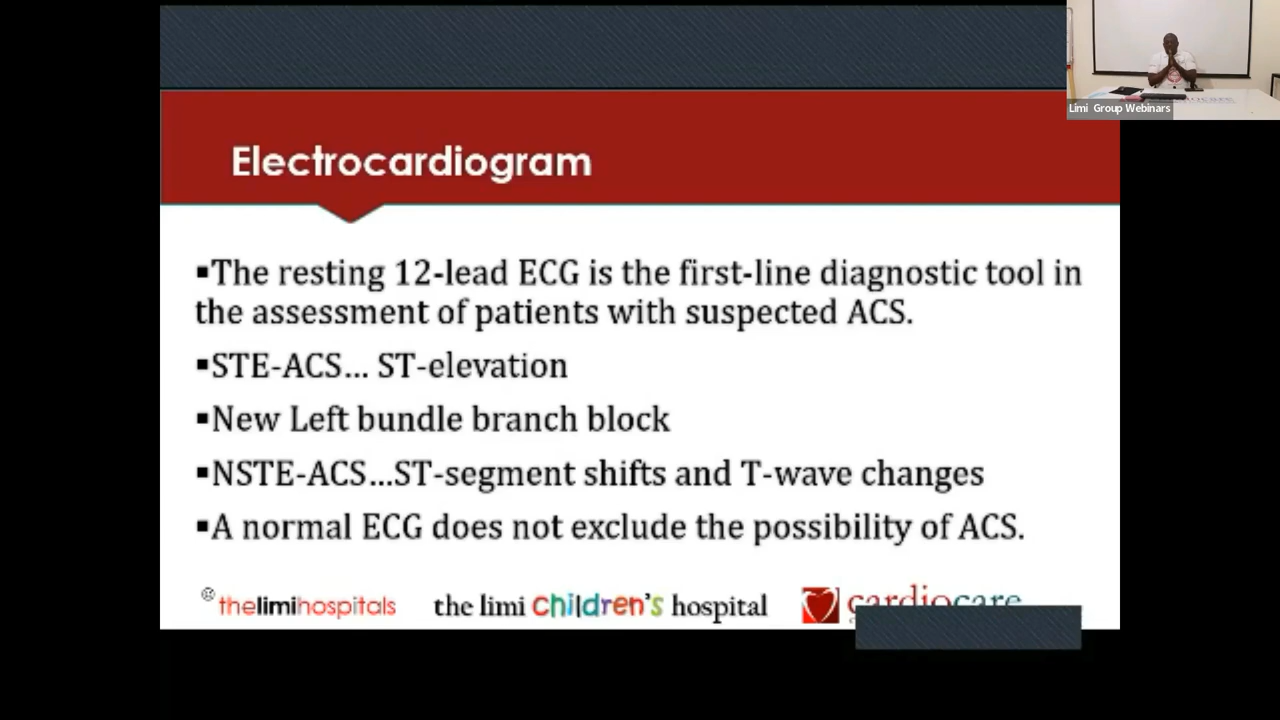 Limi Group Webinars
Electrocardiogram
▪The resting 12-lead ECG is the first-line diagnostic tool in
the assessment of patients with suspected ACS.
▪STE-ACS... ST-elevation
▪New Left bundle branch block
▪NSTE-ACS...ST-segment shifts and T-wave changes
▪A normal ECG does not exclude the possibility of ACS.
thelimihospitals
the limi children's hospital
cardiocare